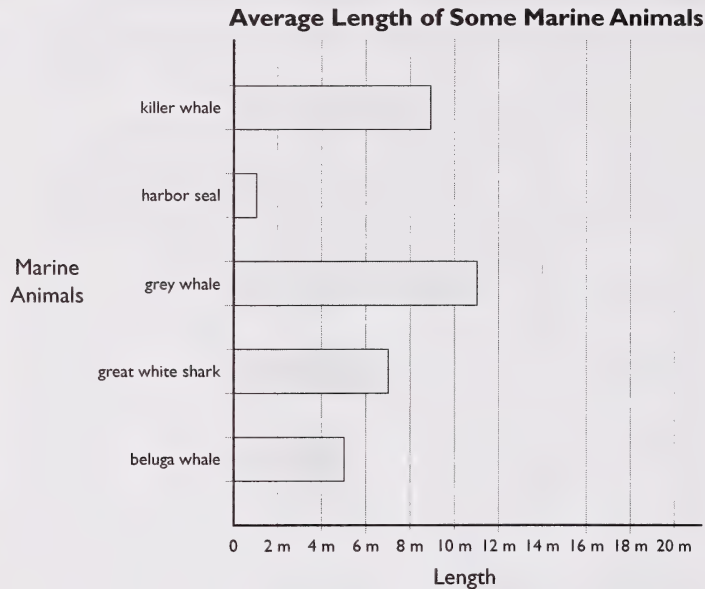 Average Length of Some Marine Animals
killer whale
harbor seal
Marine
Animals
grey whale
great white shark
beluga whale
0 2 m 4 m 6 m 8 m 10 m 12 m 14 m 16 m 18 m 20 m
Length